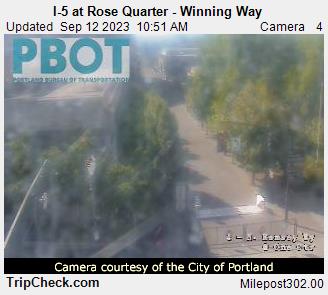 I-5 at Rose Quarter - Winning Way
Updated Sep 12 2023 10:51 AM Camera 4
PBOT
PORTLAND BUREAU OF TRANSPORTATION
Camera courtesy of the City of Portland
TripCheck.com Milepost302.00